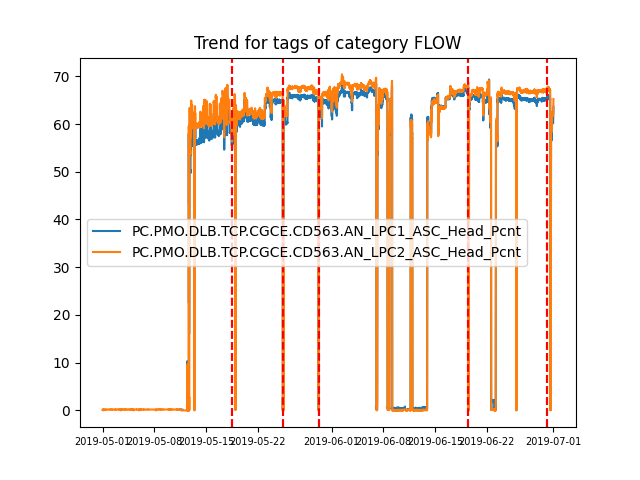 Trend for tags of category FLOW
70
60
50
40
30
20
10
0
PC.PMO.DLB.TCP.CGCE.CD563.AN_LPC1_ASC_Head_Pcnt
PC.PMO.DLB.TCP.CGCE.CD563.AN_LPC2_ASC_Head_Pcnt
2019-05-01 2019-05-08 2019-05-15 2019-05-22 2019-06-01 2019-06-08 2019-06-15 2019-06-22 2019-07-01